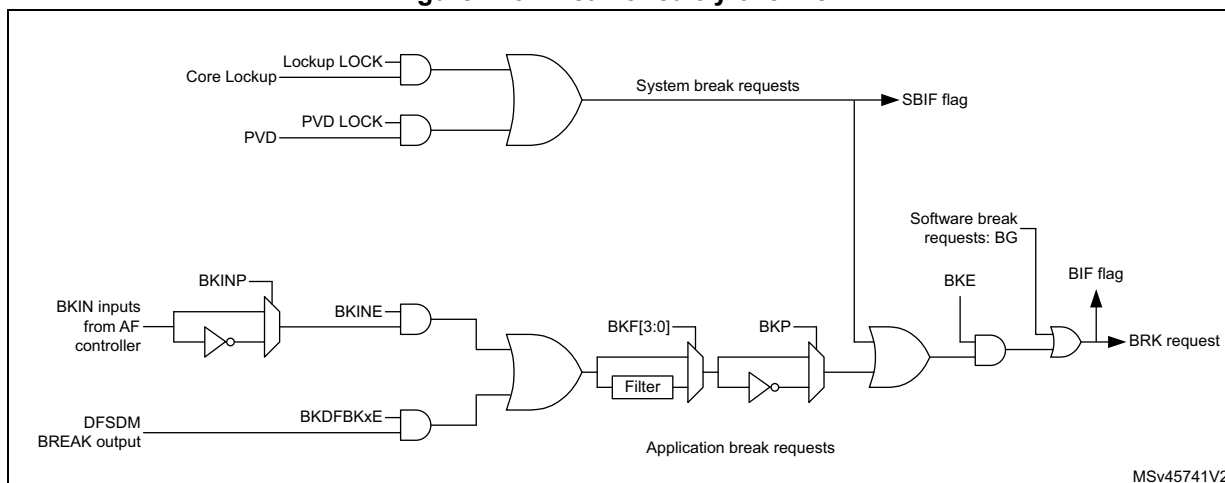 Lockup LOCK
Core Lockup
System break requests
SBIF flag
PVD LOCK
PVD
Software break
requests: BG
BKINP
BIF flag
BKIN inputs
from AF
controller
BKINE
BKF[3:0]
BKP
BKE
BRK request
Filter
BKDFBKxE
DFSDM
BREAK output
Application break requests
MSv45741V2